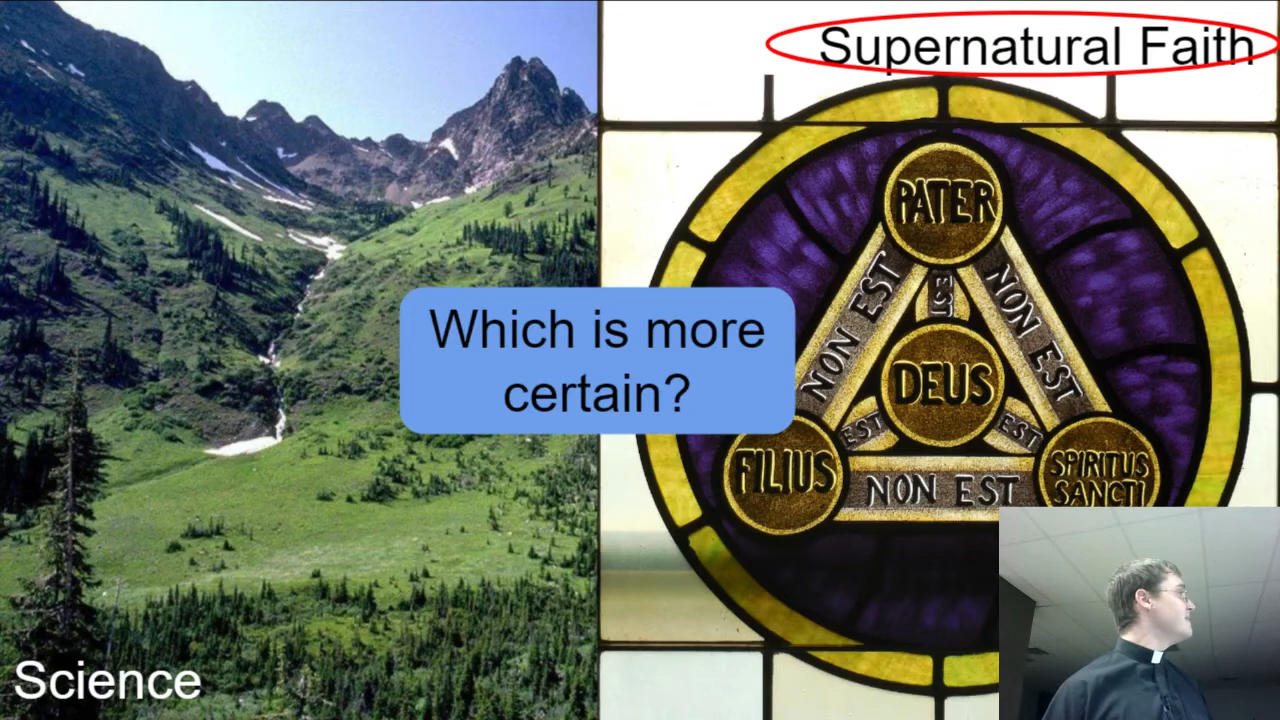 Supernatural Faith
PATER
NON EST
EST
NON EST
Which is more
certain?
DEUS
EST
EST
FILIUS
NON EST
SPIRITUS
SANCTI
Science